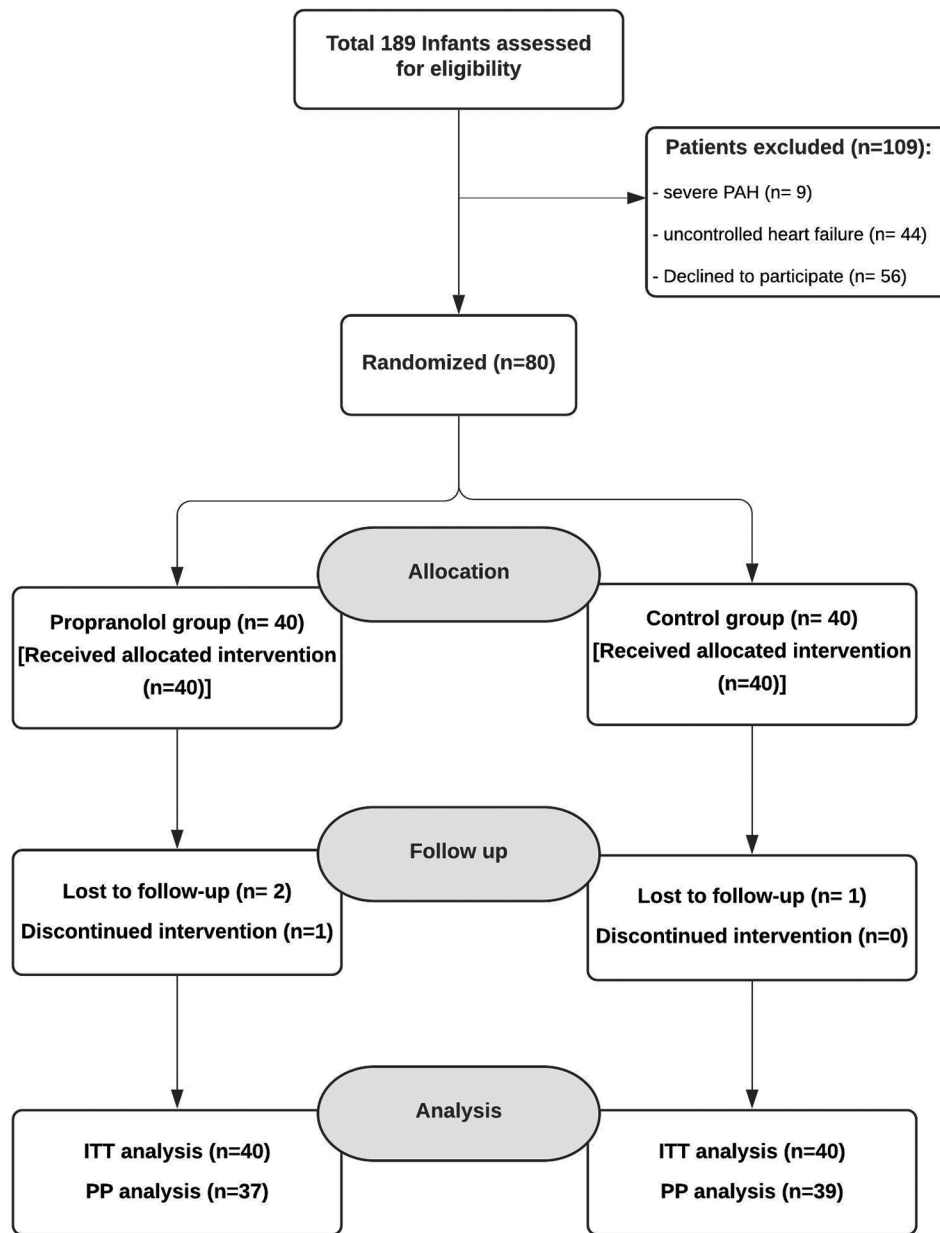 Total 189 Infants assessed
for eligibility
Patients excluded (n=109):
- severe PAH (n= 9)
- uncontrolled heart failure (n= 44)
- Declined to participate (n= 56)
Randomized (n=80)
Allocation
Propranolol group (n= 40)
[Received allocated intervention
(n=40)]
Control group (n= 40)
[Received allocated intervention
(n=40)]
Follow up
Lost to follow-up (n= 2)
Discontinued intervention (n=1)
Lost to follow-up (n= 1)
Discontinued intervention (n=0)
Analysis
ITT analysis (n=40)
PP analysis (n=37)
ITT analysis (n=40)
PP analysis (n=39)